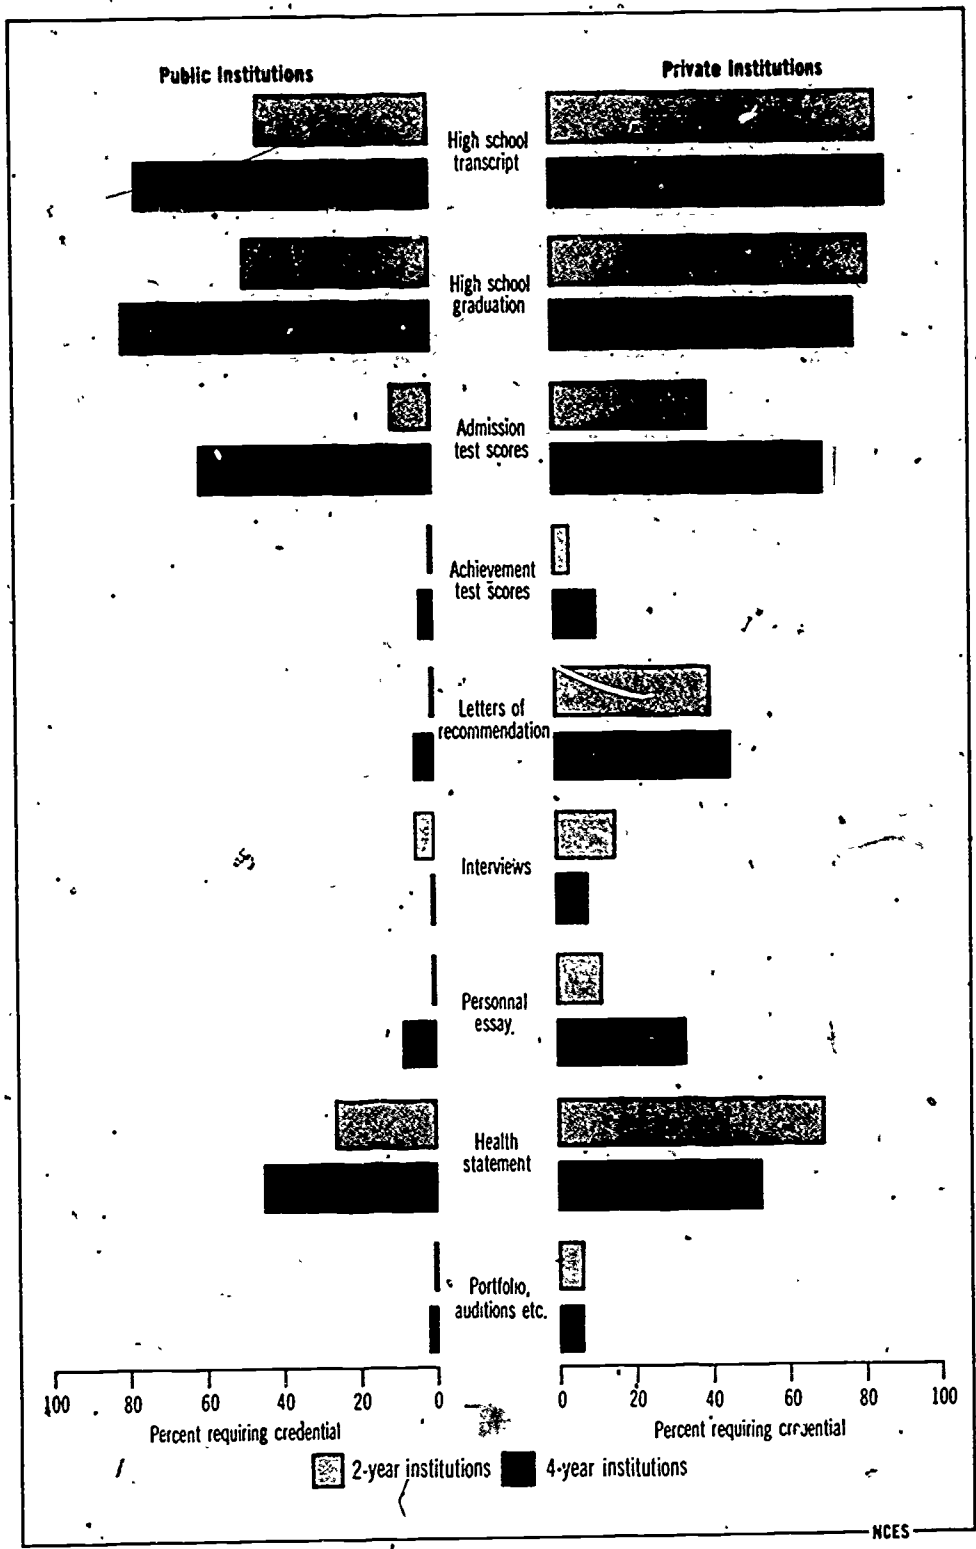 Public Institutions
Private Institutions
High school
transcript
High school
graduation
Admission
test scores
Achievement
test scores
Letters of
recommendation
Interviews
Personnal
essay.
Health
statement
Portfolio,
auditions etc.
100 80 60 40 20 0
0 20 40 60 80 100
Percent requiring credential
Percent requiring credential
2-year institutions
4-year institutions
NCES